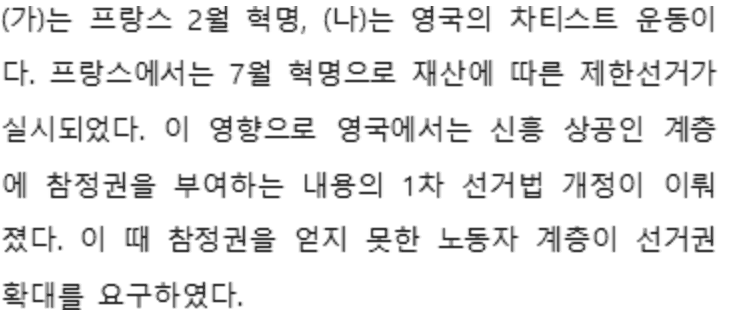 (가)는 프랑스 2월 혁명, (나)는 영국의 차티스트 운동이
다. 프랑스에서는 7월 혁명으로 재산에 따른 제한선거가
실시되었다. 이 영향으로 영국에서는 신흥 상공인 계층
에 참정권을 부여하는 내용의 1차 선거법 개정이 이뤄
졌다. 이 때 참정권을 얻지 못한 노동자 계층이 선거권
확대를 요구하였다.